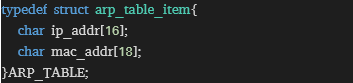 typedef struct arp_table_item{
  char ip_addr[16];
  char mac_addr[18];
}ARP_TABLE;